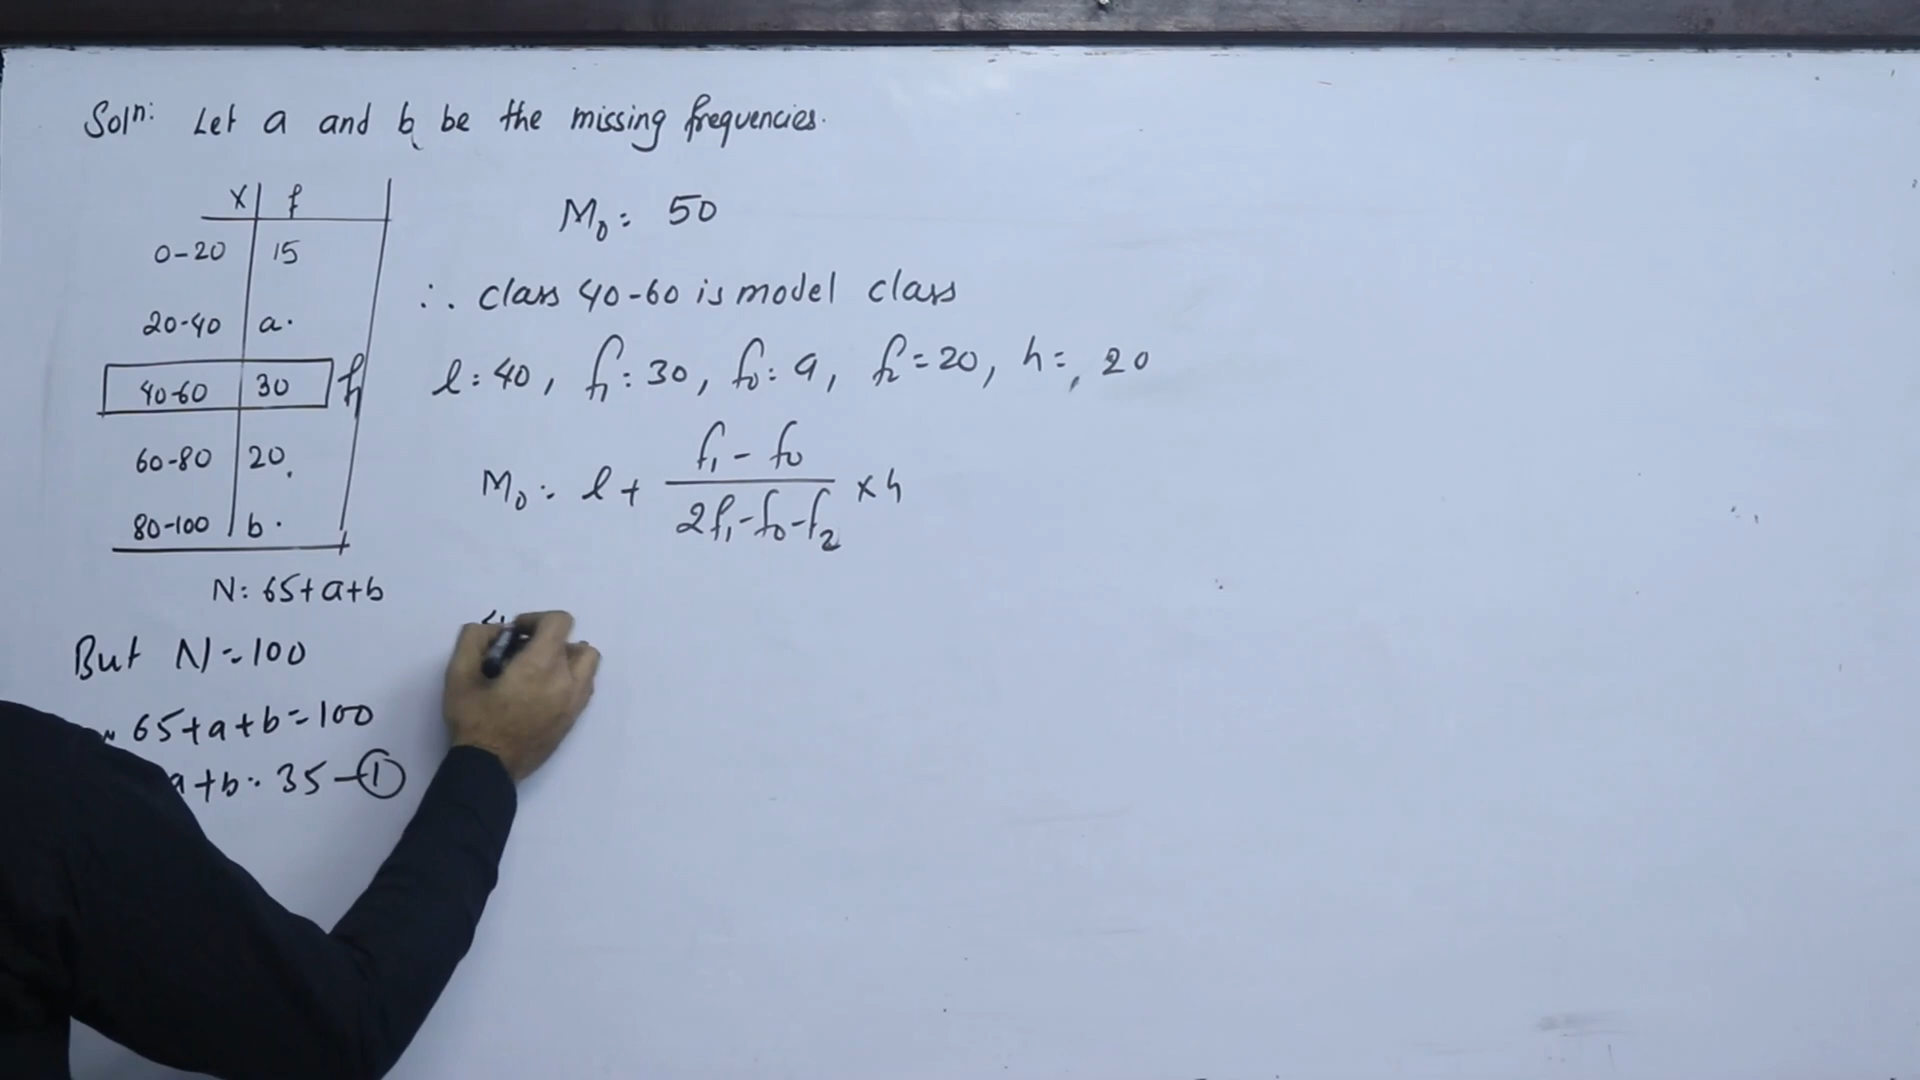 Solⁿ: Let a and b be the missing frequencies.
X f
0-20 15
20-40 a.
40-60 30 f₁
60-80 20
80-100 b.
N: 65+a+b
But N=100
65+a+b=100
a+b= 35 -①
M₀: 50
∴ class 40-60 is model class
l: 40, f₁: 30, f₀: a, f₂=20, h=, 20
M₀= l + (f₁ - f₀)/(2f₁-f₀-f₂) × h